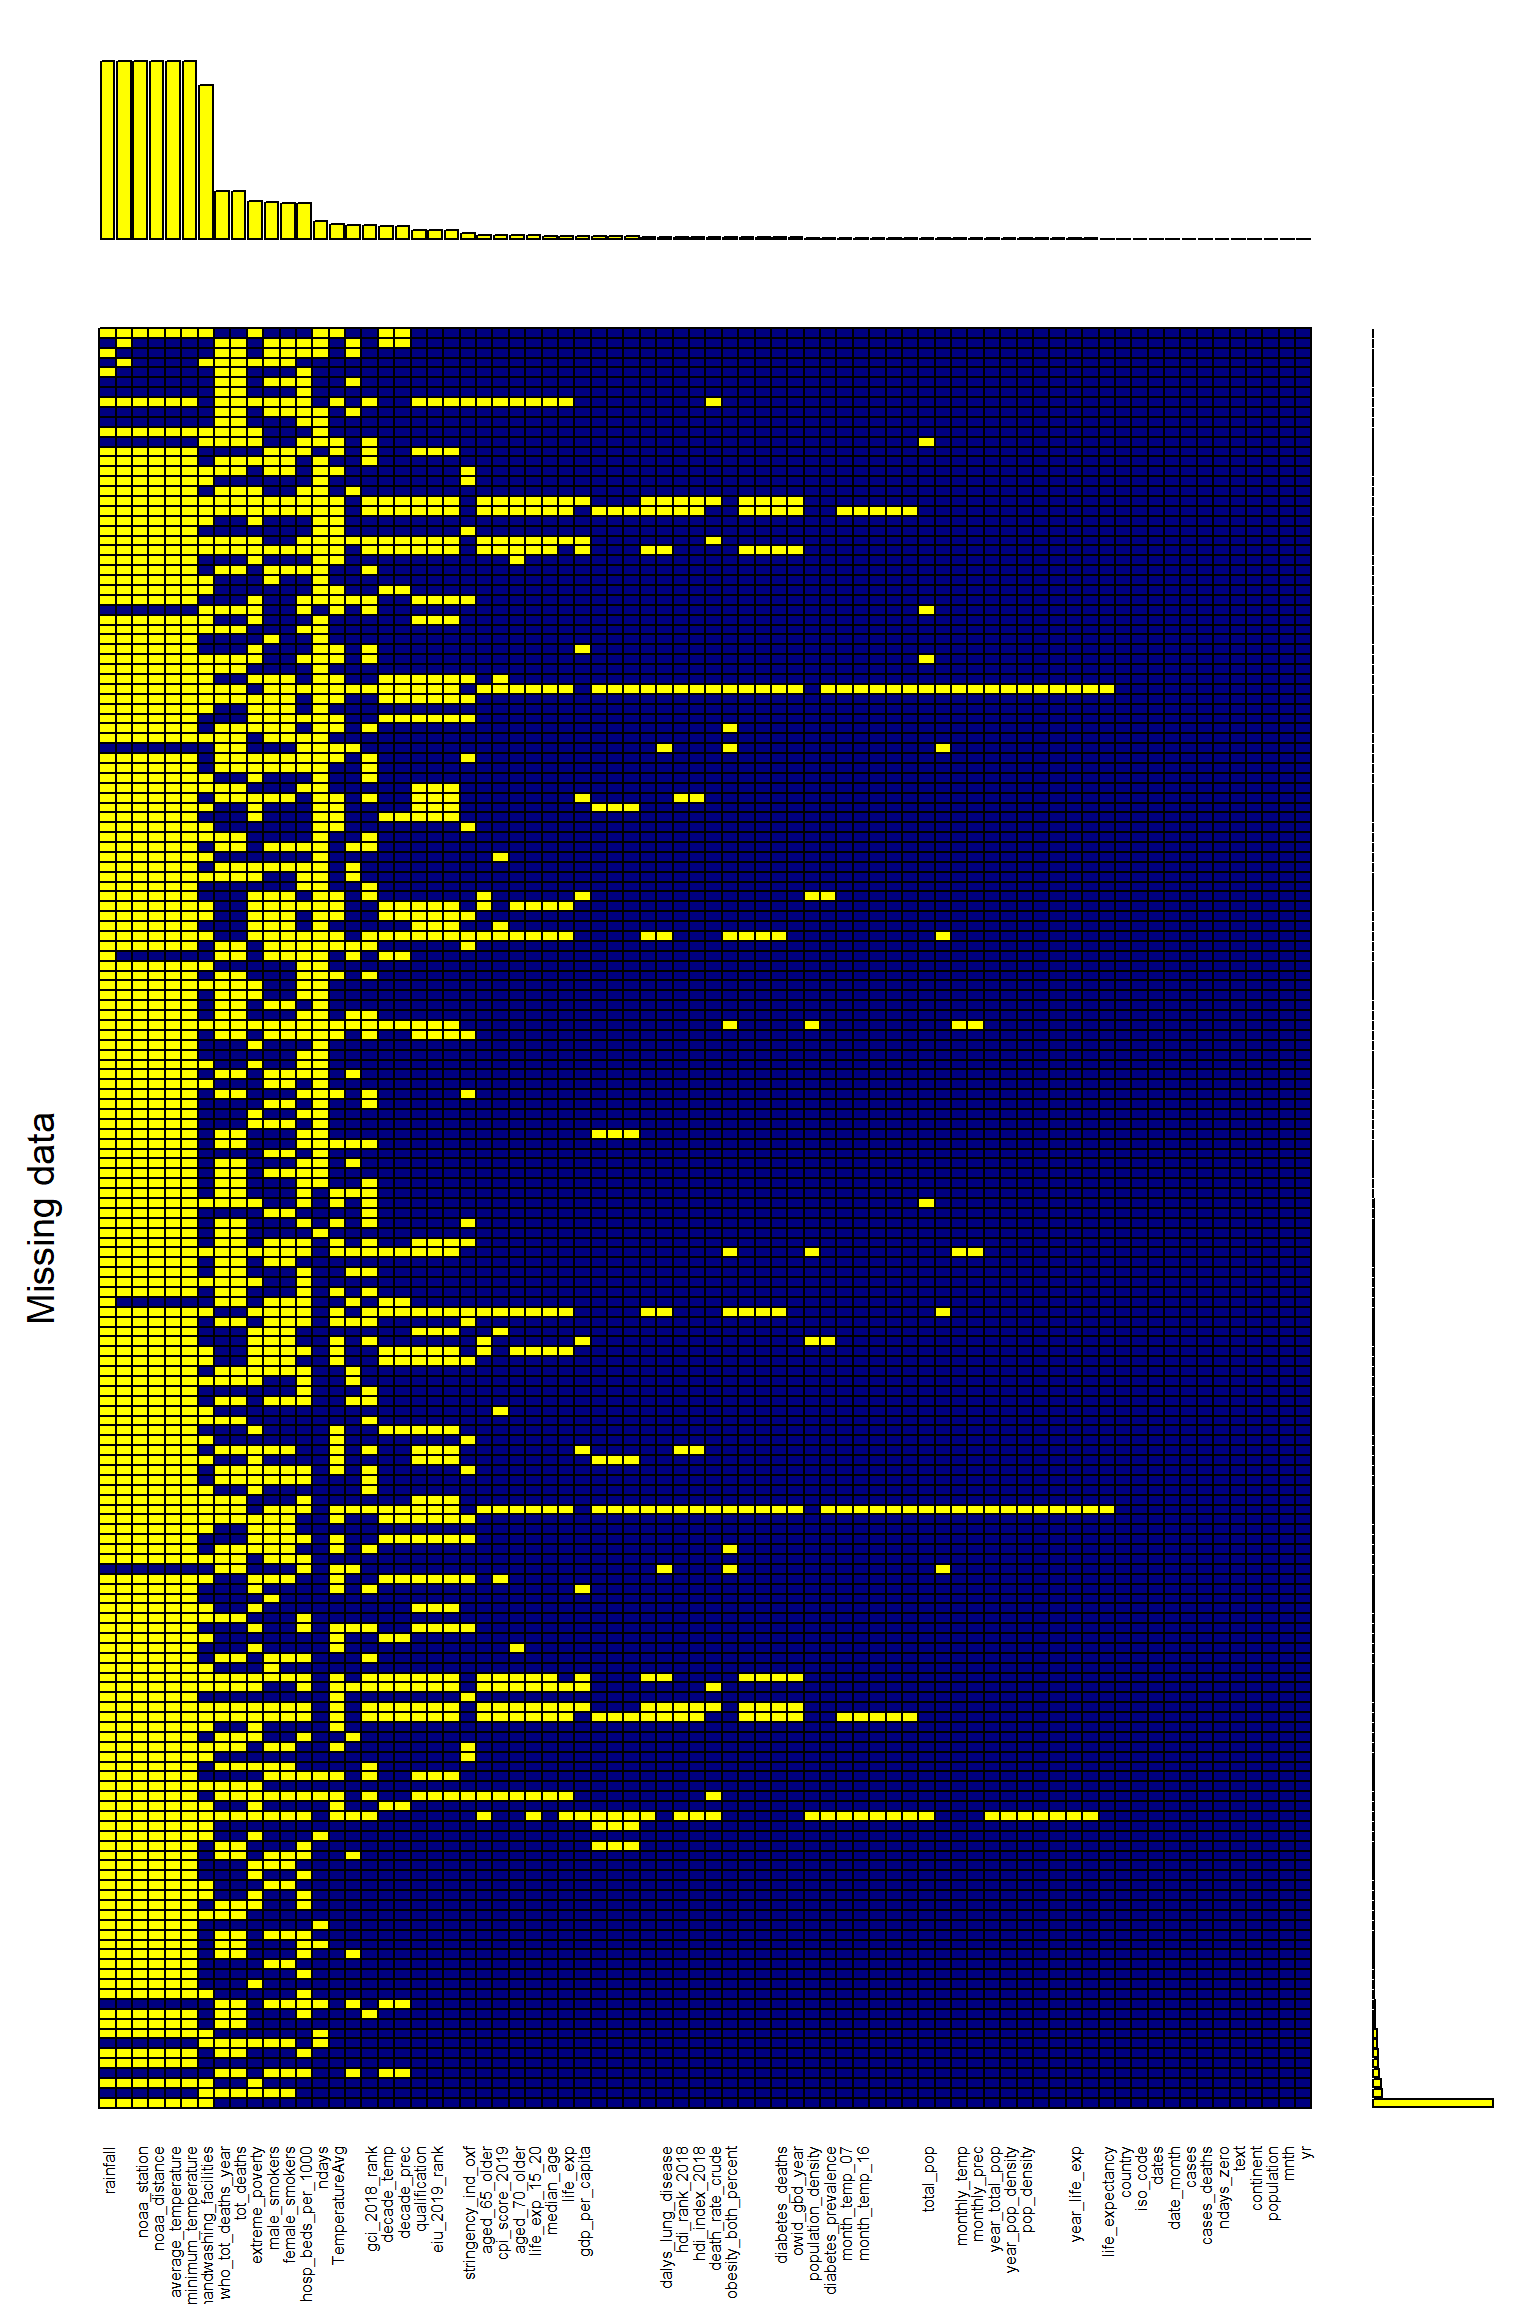 Missing data
rainfall
noaa_station
noaa_distance
average_temperature
minimum_temperature
handwashing_facilities
who_tot_deaths_year
tot_deaths
extreme_poverty
male_smokers
female_smokers
hosp_beds_per_1000
ndays
TemperatureAvg
gci_2018_rank
decade_temp
decade_prec
qualification
eiu_2019_rank
stringency_ind_oxf
aged_65_older
cpi_score_2019
aged_70_older
life_exp_15_20
median_age
life_exp
gdp_per_capita
dalys_lung_disease
hdi_rank_2018
hdi_index_2018
death_rate_crude
obesity_both_percent
diabetes_deaths
owid_gbd_year
population_density
diabetes_prevalence
month_temp_07
month_temp_16
total_pop
monthly_temp
monthly_prec
year_total_pop
year_pop_density
pop_density
year_life_exp
life_expectancy
country
iso_code
dates
date_month
cases
cases_deaths
ndays_zero
text
continent
population
mnth
yr